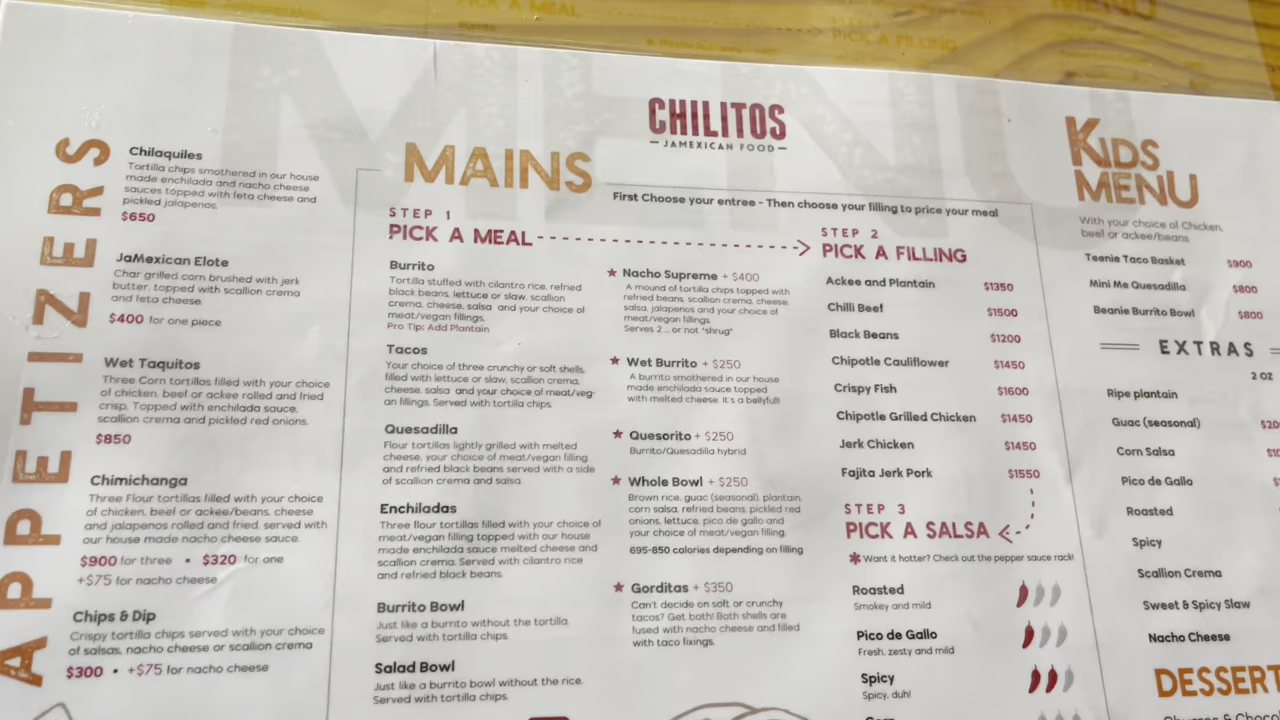 MENU
CHILITOS
JAMEXICAN FOOD
APPETIZERS
Chilaquiles
Tortilla chips smothered in our house
made enchilada and nacho cheese
sauces topped with feta cheese and
pickled jalapenos.
$650
JaMexican Elote
Char grilled corn brushed with jerk
butter, topped with scallion crema
and feta cheese.
$400 for one piece
Wet Taquitos
Three Corn tortillas filled with your choice
of chicken, beef or ackee rolled and fried
crisp. Topped with enchilada sauce,
scallion crema and pickled red onions.
$850
Chimichanga
Three Flour tortillas filled with your choice
of chicken, beef or ackee/beans, cheese
and jalapenos rolled and fried, served with
our house made nacho cheese sauce.
$900 for three • $320 for one
+$75 for nacho cheese
Chips & Dip
Crispy tortilla chips served with your choice
of salsas, nacho cheese or scallion crema
$300 • +$75 for nacho cheese
MAINS
First Choose your entree - Then choose your filling to price your meal
STEP 1
PICK A MEAL
Burrito
Tortilla stuffed with cilantro rice, refried
black beans, lettuce or slaw, scallion
crema, cheese, salsa and your choice of
meat/vegan fillings.
Pro Tip: Add Plantain
Tacos
Your choice of three crunchy or soft shells,
filled with lettuce or slaw, scallion crema,
cheese, salsa and your choice of meat/veg-
an fillings. Served with tortilla chips.
Quesadilla
Flour tortillas lightly grilled with melted
cheese, your choice of meat/vegan filling
and refried black beans served with a side
of scallion crema and salsa.
Enchiladas
Three flour tortillas filled with your choice of
meat/vegan filling topped with our house
made enchilada sauce melted cheese and
scallion crema. Served with cilantro rice
and refried black beans.
Burrito Bowl
Just like a burrito without the tortilla.
Served with tortilla chips.
Salad Bowl
Just like a burrito bowl without the rice.
Served with tortilla chips.
Nacho Supreme + $400
A mound of tortilla chips topped with
refried beans, scallion crema, cheese,
salsa, jalapenos and your choice of
meat/vegan fillings.
Serves 2... or not *shrug*
Wet Burrito + $250
A burrito smothered in our house
made enchilada sauce topped
with melted cheese. It's a bellyfull!
Quesorito + $250
Burrito/Quesadilla hybrid
Whole Bowl + $250
Brown rice, guac (seasonal), plantain,
corn salsa, refried beans, pickled red
onions, lettuce, pico de gallo and
your choice of meat/vegan filling.
695-850 calories depending on filling
Gorditas + $350
Can't decide on soft or crunchy
tacos? Get both! Both shells are
fused with nacho cheese and filled
with taco fixings.
STEP 2
PICK A FILLING
Ackee and Plantain $1350
Chilli Beef $1500
Black Beans $1200
Chipotle Cauliflower $1450
Crispy Fish $1600
Chipotle Grilled Chicken $1450
Jerk Chicken $1450
Fajita Jerk Pork $1550
STEP 3
PICK A SALSA
Want it hotter? Check out the pepper sauce rack!
Roasted
Smokey and mild
Pico de Gallo
Fresh, zesty and mild
Spicy
Spicy, duh!
KIDS
MENU
With your choice of Chicken,
beef or ackee/beans
Teenie Taco Basket $900
Mini Me Quesadilla $800
Beanie Burrito Bowl $800
EXTRAS
2 OZ
Ripe plantain
Guac (seasonal)
Corn Salsa
Pico de Gallo
Roasted
Spicy
Scallion Crema
Sweet & Spicy Slaw
Nacho Cheese
DESSERT